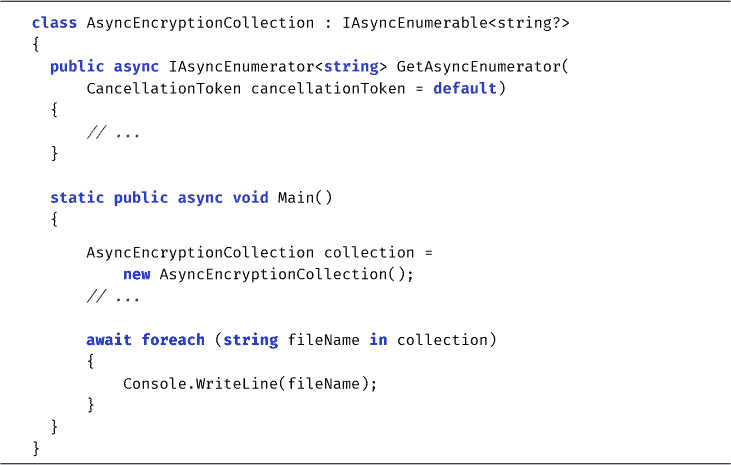 class AsyncEncryptionCollection : IAsyncEnumerable<string?>
{
  public async IAsyncEnumerator<string> GetAsyncEnumerator(
      CancellationToken cancellationToken = default)
  {
      // ...
  }
  static public async void Main()
  {
      AsyncEncryptionCollection collection =
          new AsyncEncryptionCollection();
      // ...
      await foreach (string fileName in collection)
      {
          Console.WriteLine(fileName);
      }
  }
}